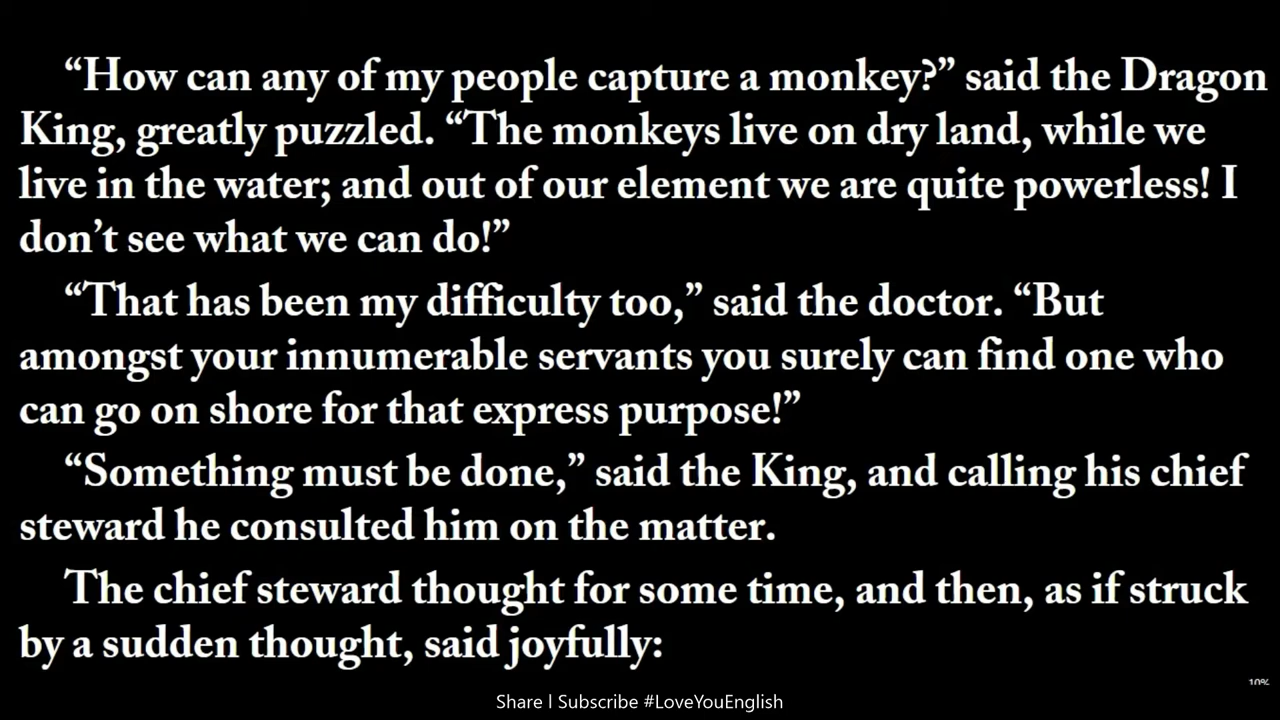 “How can any of my people capture a monkey?” said the Dragon
King, greatly puzzled. “The monkeys live on dry land, while we
live in the water; and out of our element we are quite powerless! I
don’t see what we can do!”
“That has been my difficulty too,” said the doctor. “But
amongst your innumerable servants you surely can find one who
can go on shore for that express purpose!”
“Something must be done,” said the King, and calling his chief
steward he consulted him on the matter.
The chief steward thought for some time, and then, as if struck
by a sudden thought, said joyfully:
10%
Share | Subscribe #LoveYouEnglish